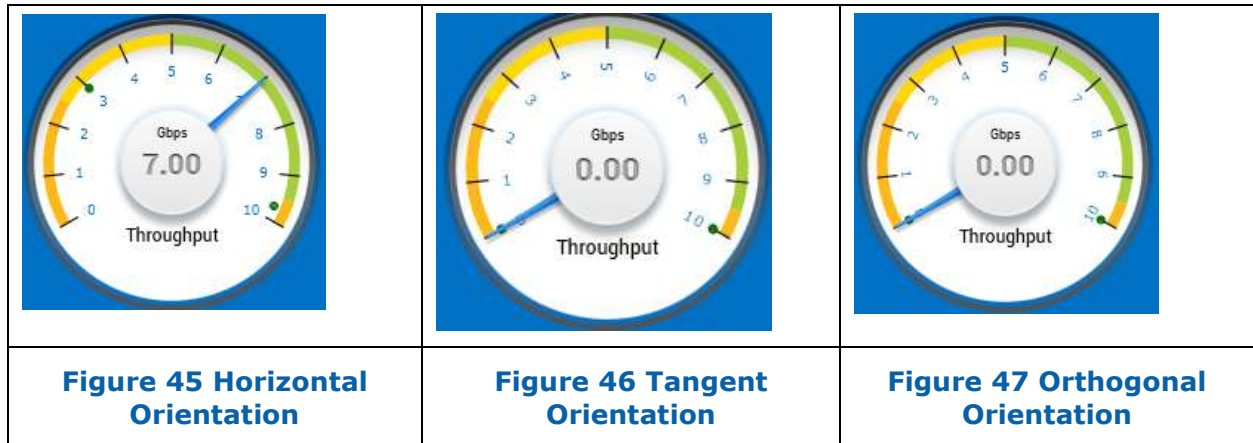 0
1
2
3
4
5
6
8
9
10
Gbps
7.00
Throughput
1
2
3
4
5
6
7
8
9
10
Gbps
0.00
Throughput
1
2
3
4
5
6
7
8
9
10
Gbps
0.00
Throughput
Figure 45 Horizontal
Orientation
Figure 46 Tangent
Orientation
Figure 47 Orthogonal
Orientation